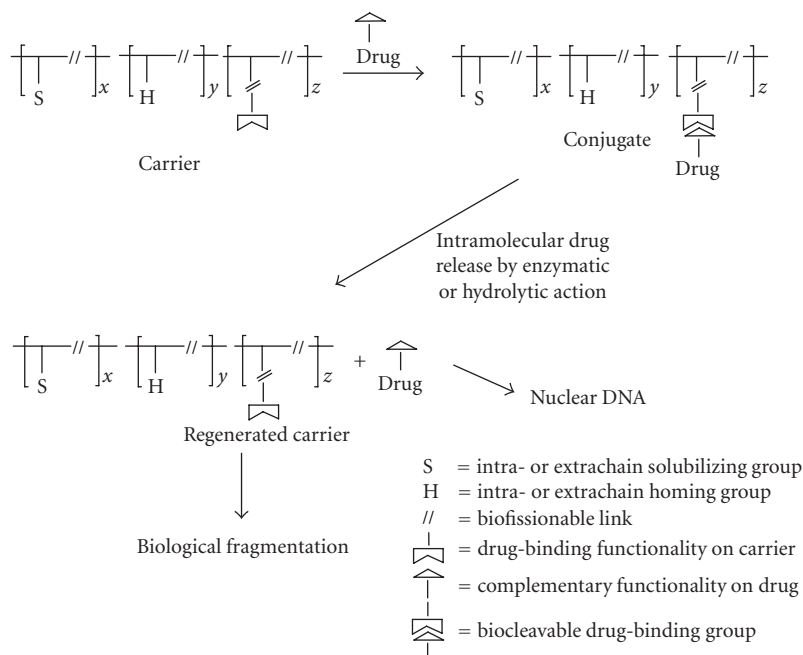 Drug
S // x H // y // z
S // x H // y // z
Carrier
Conjugate
Drug
Intramolecular drug
release by enzymatic
or hydrolytic action
S // x H // y // z + Drug
Nuclear DNA
Regenerated carrier
Biological fragmentation
S = intra- or extrachain solubilizing group
H = intra- or extrachain homing group
// = biofissionable link
= drug-binding functionality on carrier
= complementary functionality on drug
= biocleavable drug-binding group